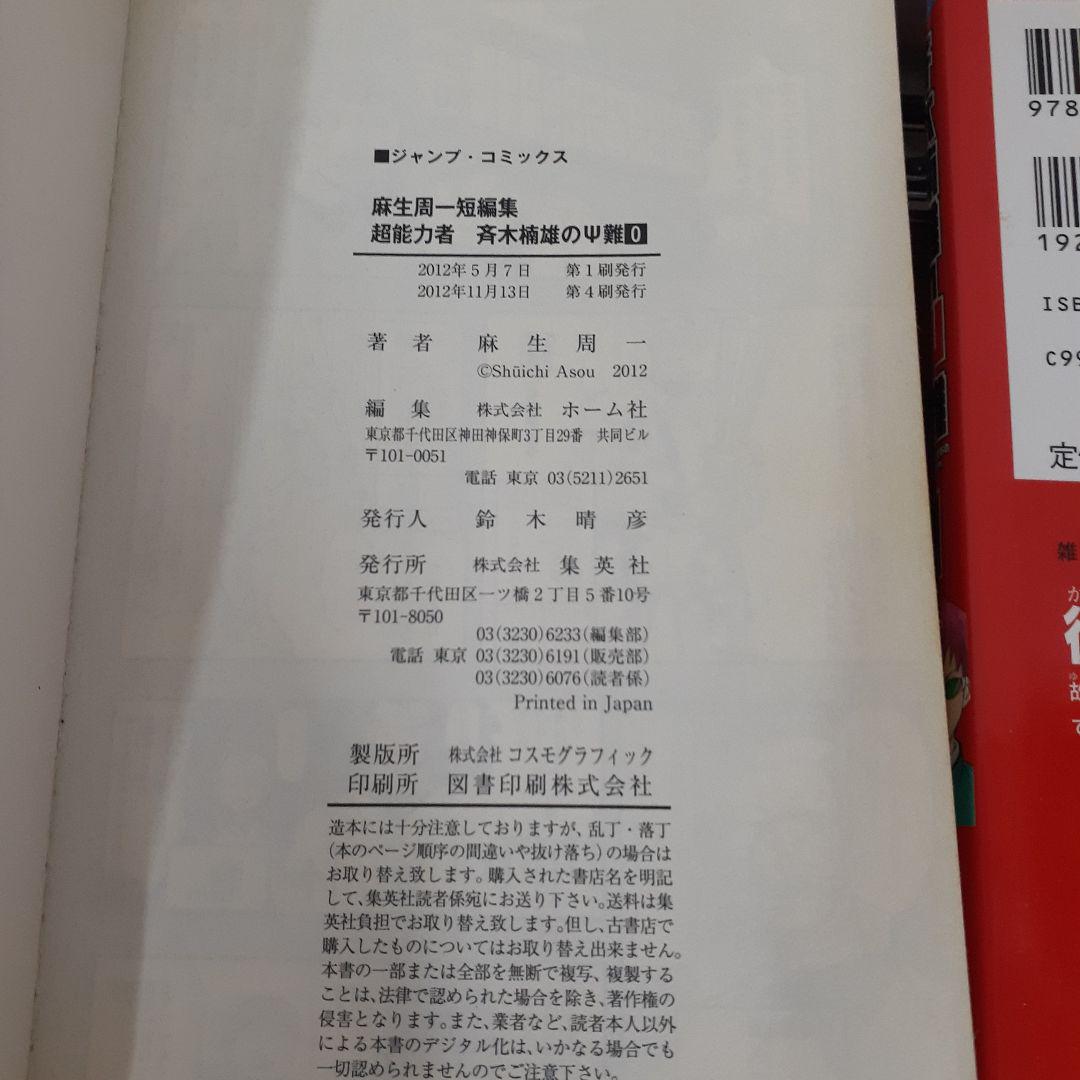 ■ジャンプ・コミックス
麻生周一短編集
超能力者 斉木楠雄のΨ難0
2012年5月7日 第1刷発行
2012年11月13日 第4刷発行
著者 麻生周一
©Shūichi Asou 2012
編集 株式会社 ホーム社
東京都千代田区神田神保町3丁目29番 共同ビル
〒101-0051
電話 東京 03(5211)2651
発行人 鈴木晴彦
発行所 株式会社 集英社
東京都千代田区一ツ橋2丁目5番10号
〒101-8050
03(3230)6233(編集部)
電話 東京 03(3230)6191(販売部)
03(3230)6076(読者係)
Printed in Japan
製版所 株式会社 コスモグラフィック
印刷所 図書印刷株式会社
造本には十分注意しておりますが、乱丁・落丁
(本のページ順序の間違いや抜け落ち)の場合は
お取り替え致します。購入された書店名を明記
して、集英社読者係宛にお送り下さい。送料は集
英社負担でお取り替え致します。但し、古書店で
購入したものについてはお取り替え出来ません。
本書の一部または全部を無断で複写、複製する
ことは、法律で認められた場合を除き、著作権の
侵害となります。また、業者など、読者本人以外
による本書のデジタル化は、いかなる場合でも
一切認められませんのでご注意下さい。
978
192
ISB
C99
定
雑